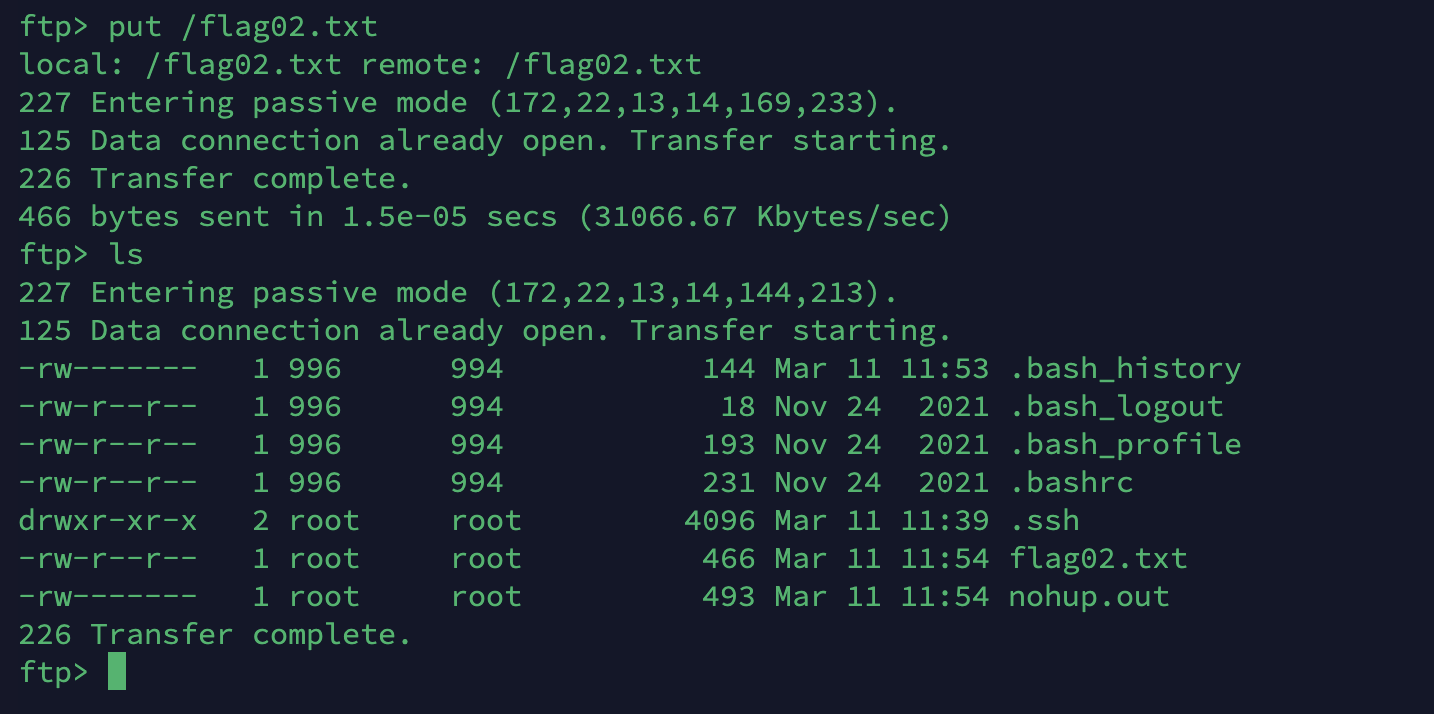 ftp> put /flag02.txt
local: /flag02.txt remote: /flag02.txt
227 Entering passive mode (172,22,13,14,169,233).
125 Data connection already open. Transfer starting.
226 Transfer complete.
466 bytes sent in 1.5e-05 secs (31066.67 Kbytes/sec)
ftp> ls
227 Entering passive mode (172,22,13,14,144,213).
125 Data connection already open. Transfer starting.
-rw-------   1 996      994           144 Mar 11 11:53 .bash_history
-rw-r--r--   1 996      994            18 Nov 24  2021 .bash_logout
-rw-r--r--   1 996      994           193 Nov 24  2021 .bash_profile
-rw-r--r--   1 996      994           231 Nov 24  2021 .bashrc
drwxr-xr-x   2 root     root         4096 Mar 11 11:39 .ssh
-rw-r--r--   1 root     root          466 Mar 11 11:54 flag02.txt
-rw-------   1 root     root          493 Mar 11 11:54 nohup.out
226 Transfer complete.
ftp>